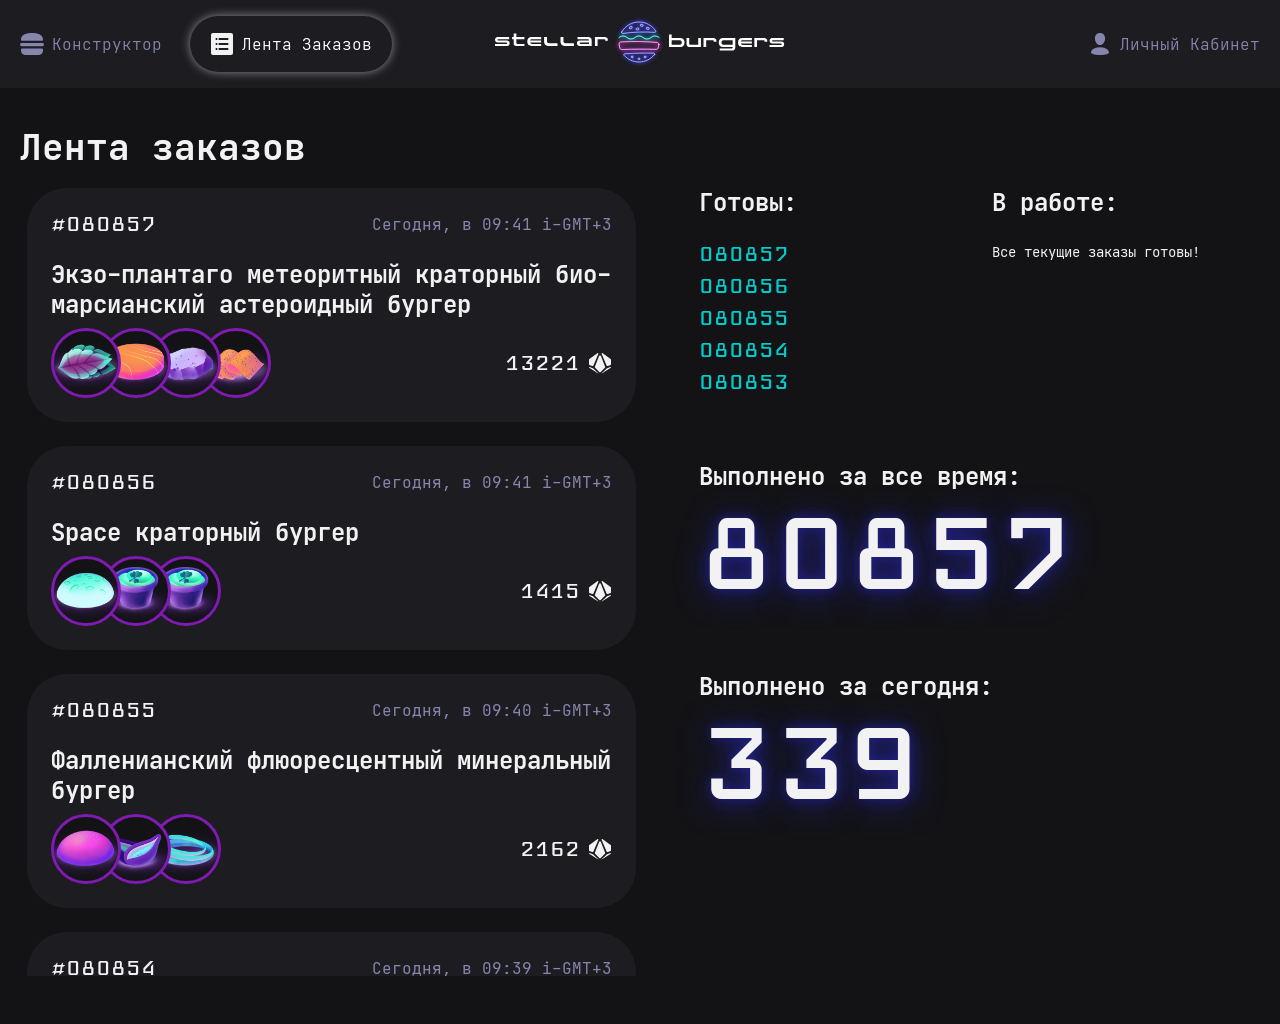 Конструктор
Лента Заказов
stellar burgers
Личный Кабинет
Лента заказов
#080857
Сегодня, в 09:41 i-GMT+3
Экзо-плантаго метеоритный краторный био-
марсианский астероидный бургер
13221
#080856
Сегодня, в 09:41 i-GMT+3
Space краторный бургер
1415
#080855
Сегодня, в 09:40 i-GMT+3
Фалленианский флюоресцентный минеральный
бургер
2162
#080854
Сегодня, в 09:39 i-GMT+3
Готовы:
080857
080856
080855
080854
080853
В работе:
Все текущие заказы готовы!
Выполнено за все время:
80857
Выполнено за сегодня:
339